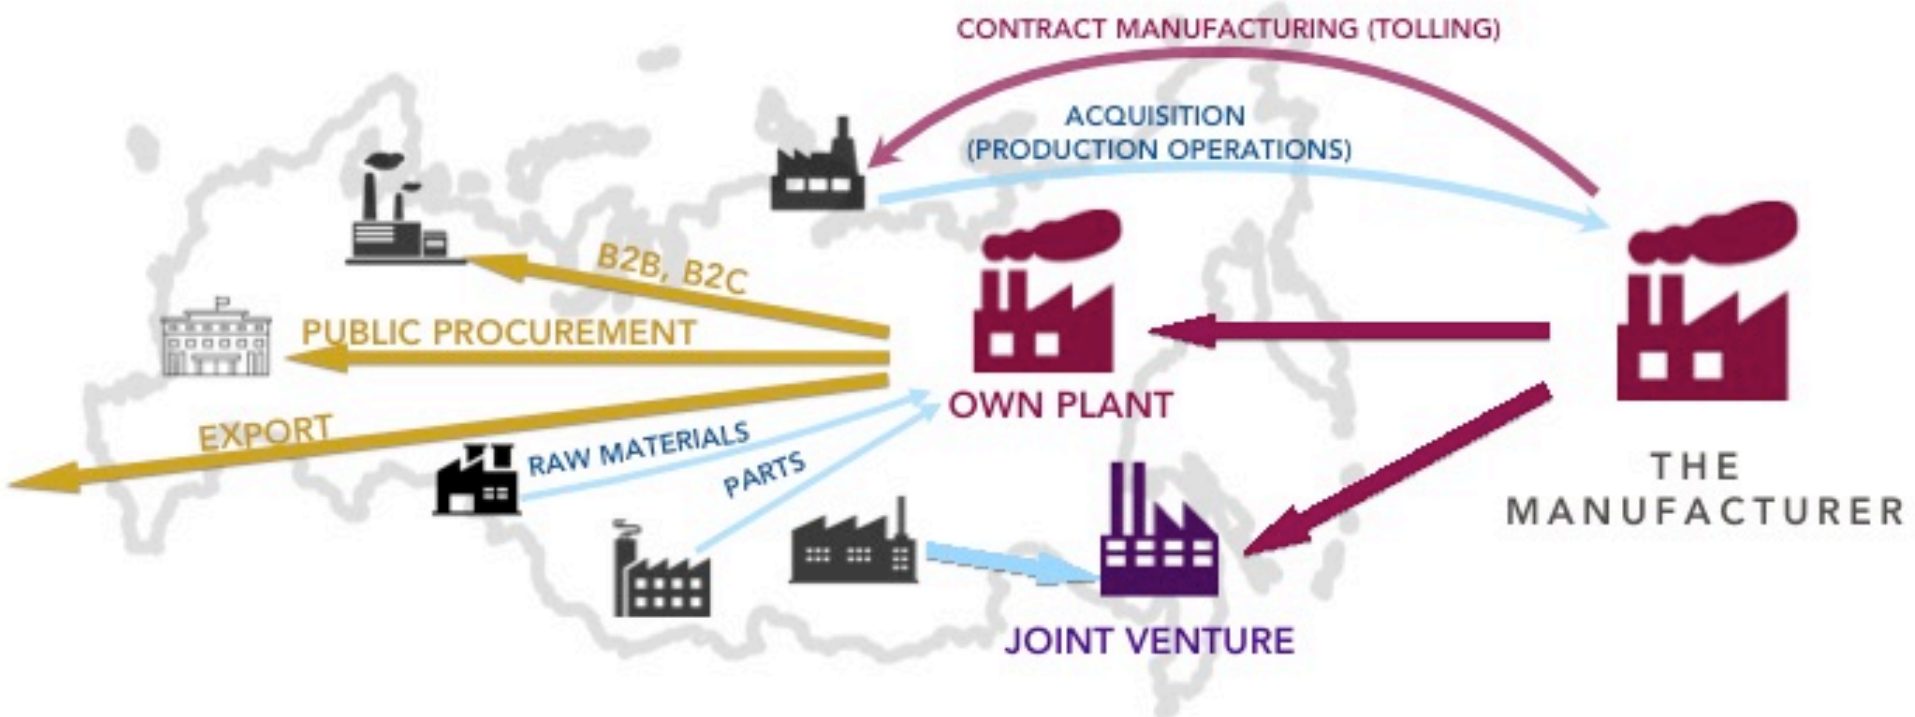 CONTRACT MANUFACTURING (TOLLING)
ACQUISITION
(PRODUCTION OPERATIONS)
B2B, B2C
PUBLIC PROCUREMENT
OWN PLANT
EXPORT
RAW MATERIALS
PARTS
THE
MANUFACTURER
JOINT VENTURE